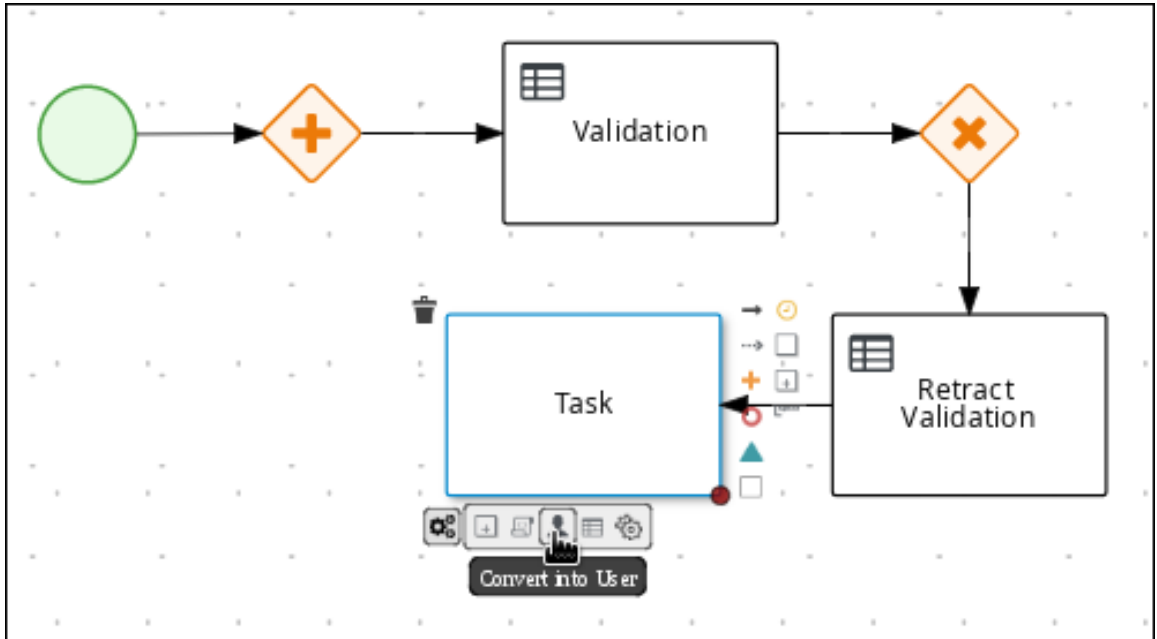 Validation
Task
Retract
Validation
Convert into User